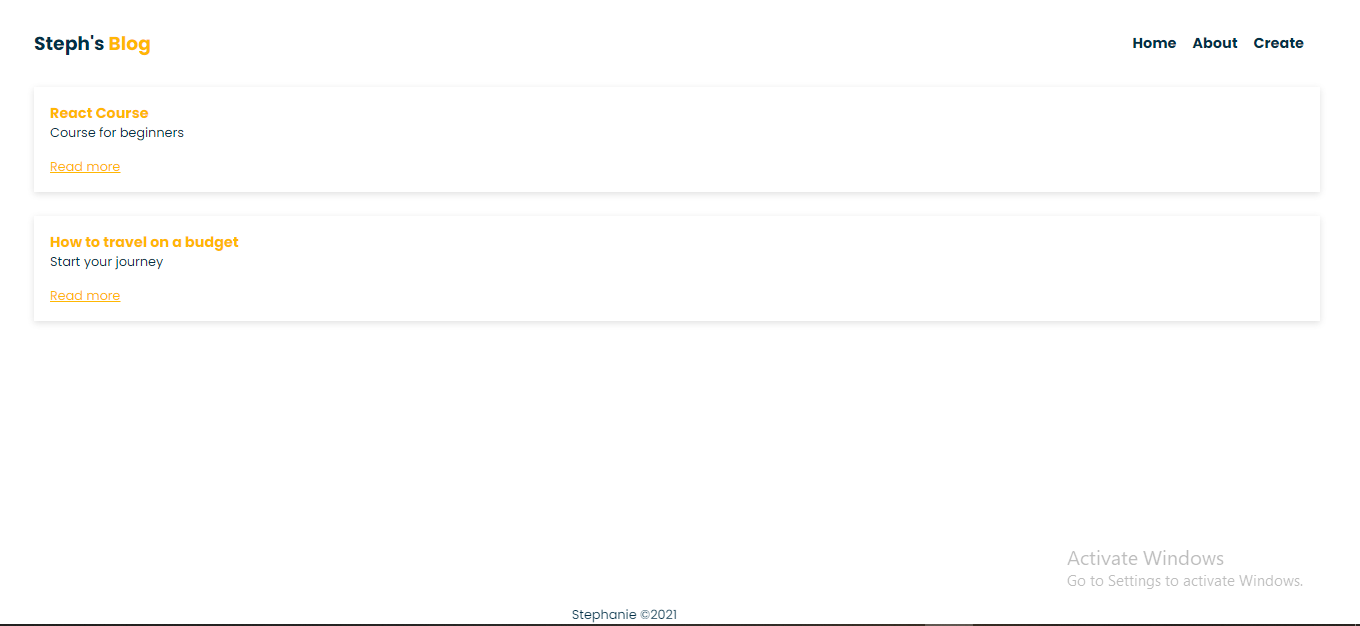 Steph's Blog
Home About Create
React Course
Course for beginners
Read more
How to travel on a budget
Start your journey
Read more
Activate Windows
Go to Settings to activate Windows.
Stephanie ©2021